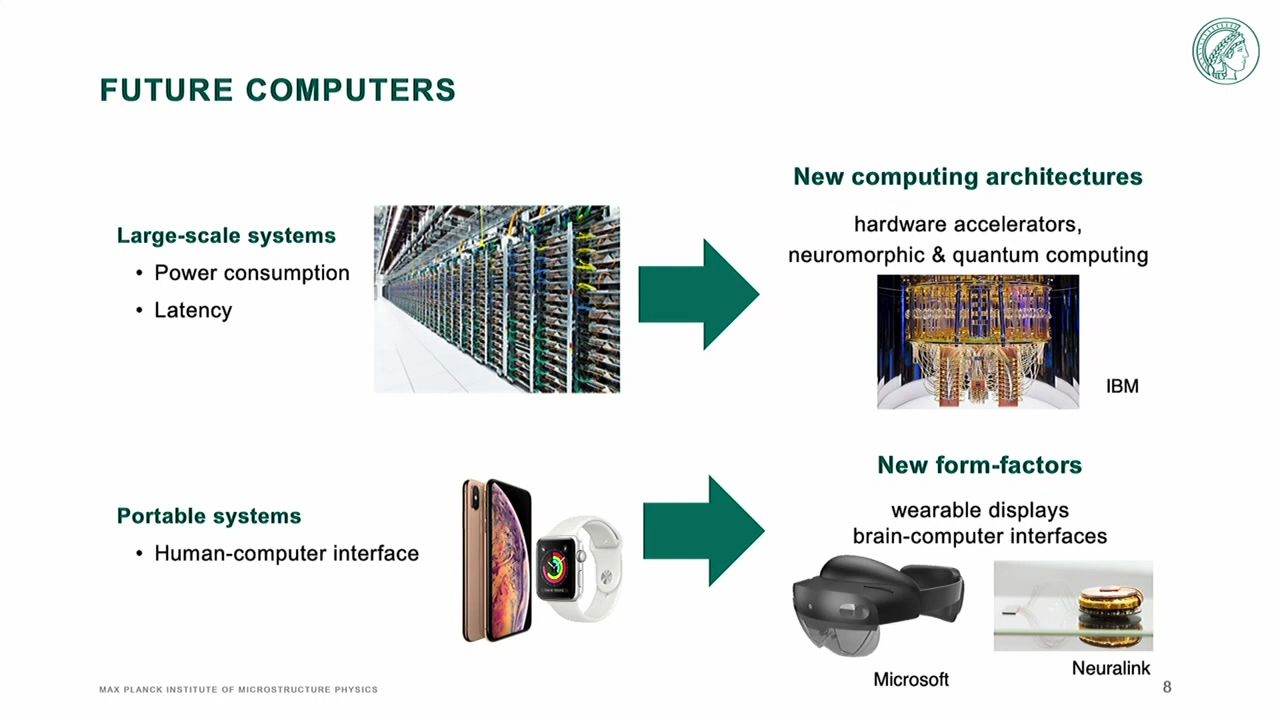 FUTURE COMPUTERS
Large-scale systems
• Power consumption
• Latency
New computing architectures
hardware accelerators,
neuromorphic & quantum computing
IBM
Portable systems
• Human-computer interface
New form-factors
wearable displays
brain-computer interfaces
Microsoft
Neuralink
MAX PLANCK INSTITUTE OF MICROSTRUCTURE PHYSICS
8